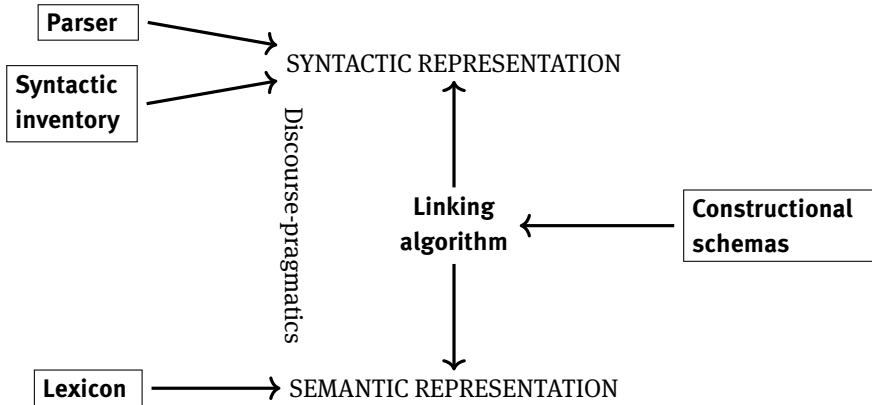 Parser
SYNTACTIC REPRESENTATION
Syntactic
inventory
Discourse-pragmatics
Linking
algorithm
Constructional
schemas
Lexicon
SEMANTIC REPRESENTATION